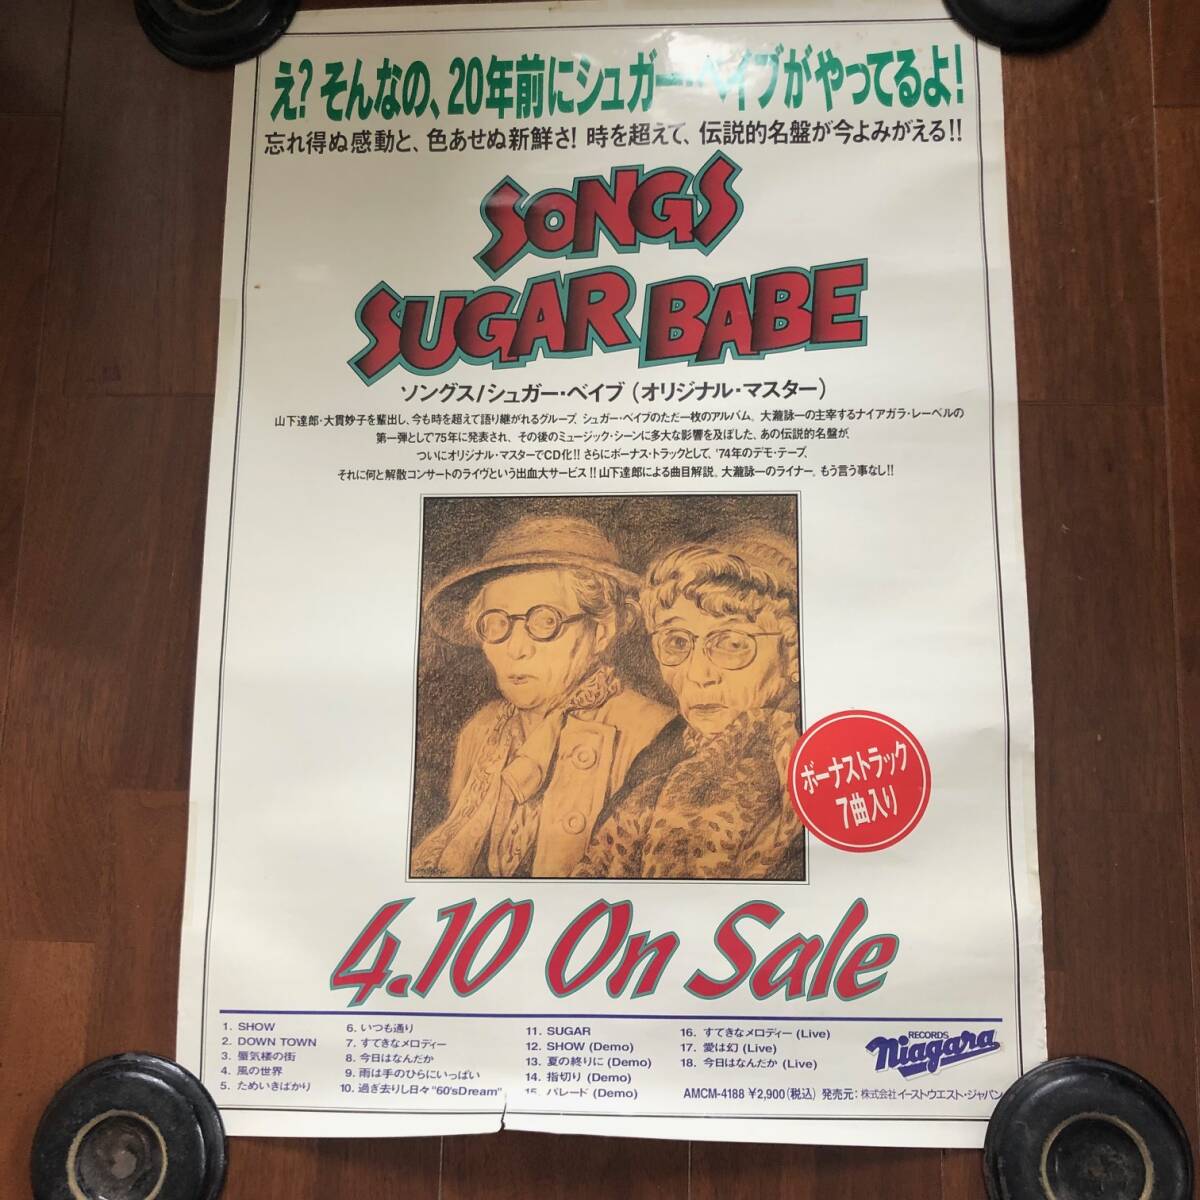 え?そんなの、20年前にシュガー・ベイブがやってるよ!
忘れ得ぬ感動と、色あせぬ新鮮さ! 時を超えて、伝説的名盤が今よみがえる!!
SONGS
SUGAR BABE
ソングス/シュガー・ベイブ (オリジナル・マスター)
山下達郎・大貫妙子を輩出し、今も時を超えて語り継がれるグループ、シュガー・ベイブのただ一枚のアルバム。大瀧詠一の主宰するナイアガラ・レーベルの
第一弾として'75年に発表され、その後のミュージック・シーンに多大な影響を及ぼした、あの伝説的名盤が、
ついにオリジナル・マスターでCD化!! さらにボーナス・トラックとして、'74年のデモ・テープ、
それに何と解散コンサートのライヴという出血大サービス!!山下達郎による曲目解説。大瀧詠一のライナー。もう言う事なし!!
ボーナストラック
7曲入り
4.10 On Sale
1. SHOW
2. DOWN TOWN
3. 蜃気楼の街
4. 風の世界
5. ためいきばかり
6. いつも通り
7. すてきなメロディー
8. 今日はなんだか
9. 雨は手のひらにいっぱい
10. 過ぎ去りし日々 "60'sDream"
11. SUGAR
12. SHOW (Demo)
13. 夏の終りに (Demo)
14. 指切り (Demo)
15. パレード (Demo)
16. すてきなメロディー (Live)
17. 愛は幻 (Live)
18. 今日はなんだか (Live)
RECORDS
Niagara
AMCM-4188 ¥2,900(税込) 発売元: 株式会社イーストウエスト・ジャパン